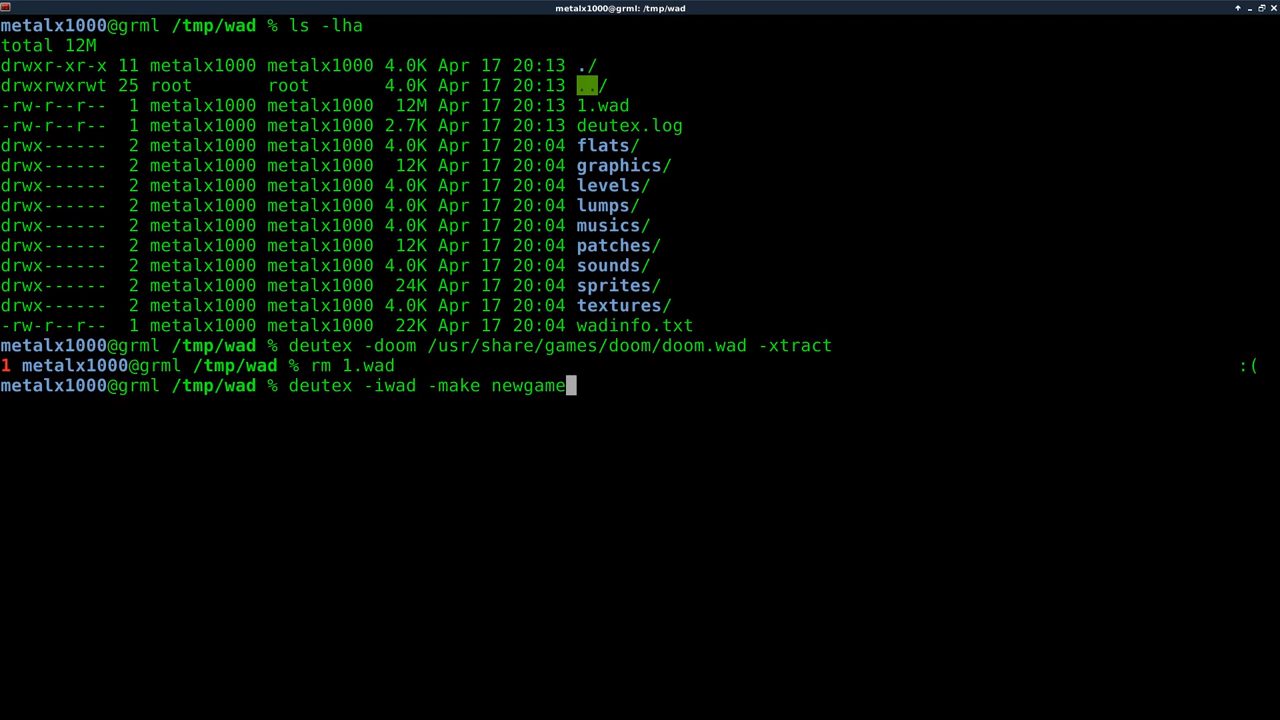 metalx1000@grml: /tmp/wad
metalx1000@grml /tmp/wad % ls -lha
total 12M
drwxr-xr-x 11 metalx1000 metalx1000 4.0K Apr 17 20:13 ./
drwxrwxrwt 25 root       root       4.0K Apr 17 20:13 ../
-rw-r--r--  1 metalx1000 metalx1000  12M Apr 17 20:13 1.wad
-rw-r--r--  1 metalx1000 metalx1000 2.7K Apr 17 20:13 deutex.log
drwx------  2 metalx1000 metalx1000 4.0K Apr 17 20:04 flats/
drwx------  2 metalx1000 metalx1000  12K Apr 17 20:04 graphics/
drwx------  2 metalx1000 metalx1000 4.0K Apr 17 20:04 levels/
drwx------  2 metalx1000 metalx1000 4.0K Apr 17 20:04 lumps/
drwx------  2 metalx1000 metalx1000 4.0K Apr 17 20:04 musics/
drwx------  2 metalx1000 metalx1000  12K Apr 17 20:04 patches/
drwx------  2 metalx1000 metalx1000 4.0K Apr 17 20:04 sounds/
drwx------  2 metalx1000 metalx1000  24K Apr 17 20:04 sprites/
drwx------  2 metalx1000 metalx1000 4.0K Apr 17 20:04 textures/
-rw-r--r--  1 metalx1000 metalx1000  22K Apr 17 20:04 wadinfo.txt
metalx1000@grml /tmp/wad % deutex -doom /usr/share/games/doom/doom.wad -xtract
1 metalx1000@grml /tmp/wad % rm 1.wad :(
metalx1000@grml /tmp/wad % deutex -iwad -make newgame